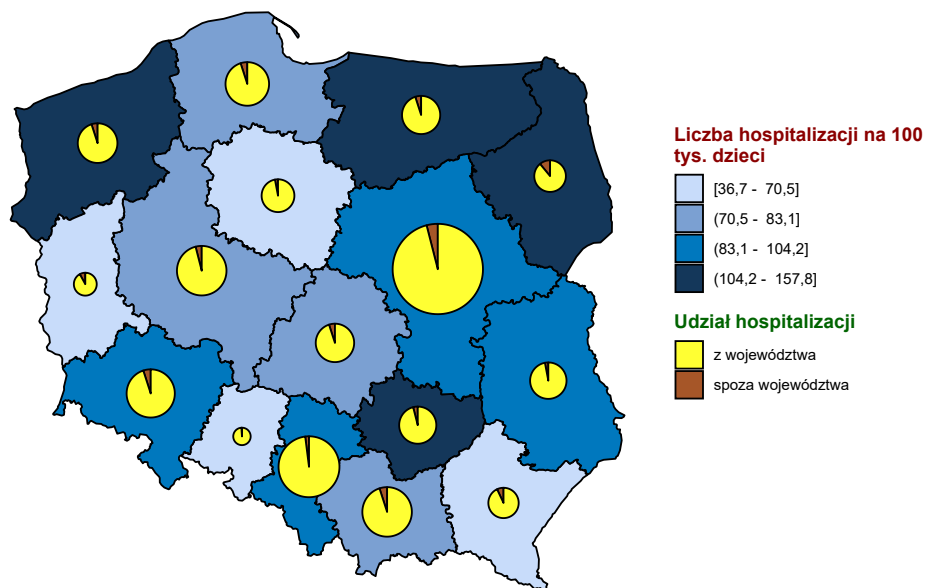 Liczba hospitalizacji na 100
tys. dzieci
[36,7 - 70,5]
(70,5 - 83,1]
(83,1 - 104,2]
(104,2 - 157,8]
Udział hospitalizacji
z województwa
spoza województwa